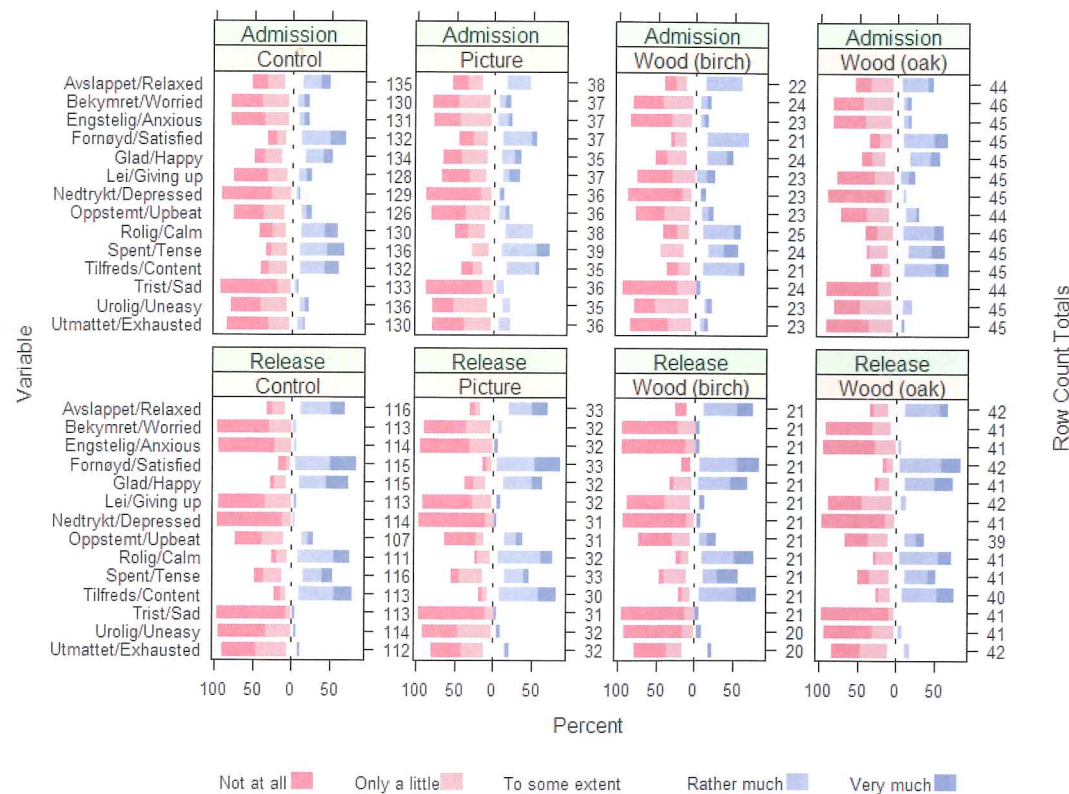 Admission Admission Admission Admission
Control Picture Wood (birch) Wood (oak)
Avslappet/Relaxed 135 38 22 44
Bekymret/Worried 130 37 24 46
Engstelig/Anxious 131 37 23 45
Fornøyd/Satisfied 132 37 21 45
Glad/Happy 134 35 24 45
Lei/Giving up 128 37 23 45
Nedtrykt/Depressed 129 36 23 45
Oppstemt/Upbeat 126 36 23 44
Rolig/Calm 130 38 25 46
Spent/Tense 136 39 24 45
Tilfreds/Content 132 35 21 45
Trist/Sad 133 36 24 44
Urolig/Uneasy 136 35 23 45
Utmattet/Exhausted 130 36 23 45
Variable
Row Count Totals
Release Release Release Release
Control Picture Wood (birch) Wood (oak)
Avslappet/Relaxed 116 33 21 42
Bekymret/Worried 113 32 21 41
Engstelig/Anxious 114 32 21 41
Fornøyd/Satisfied 115 33 21 42
Glad/Happy 115 32 21 41
Lei/Giving up 113 32 21 42
Nedtrykt/Depressed 114 31 21 41
Oppstemt/Upbeat 107 31 21 39
Rolig/Calm 111 32 21 41
Spent/Tense 116 33 21 41
Tilfreds/Content 113 30 21 40
Trist/Sad 113 31 21 41
Urolig/Uneasy 114 32 20 41
Utmattet/Exhausted 112 32 20 42
100 50 0 50 100 50 0 50 100 50 0 50 100 50 0 50
Percent
Not at all Only a little To some extent Rather much Very much